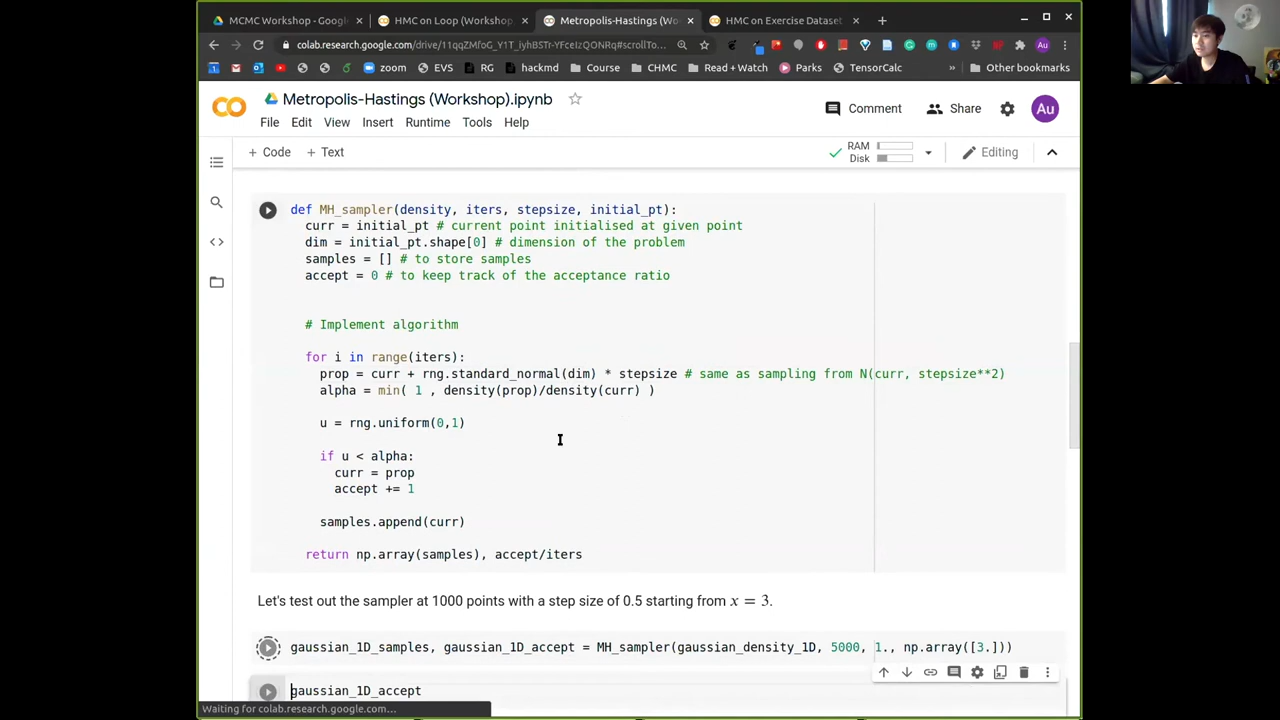 MCMC Workshop - Google
HMC on Loop (Workshop
Metropolis-Hastings (Wo
HMC on Exercise Dataset
colab.research.google.com
zoom
EVS
RG
hackmd
Course
CHMC
Read + Watch
Parks
TensorCalc
»
Other bookmarks
Metropolis-Hastings (Workshop).ipynb
Comment
Share
Au
File Edit View Insert Runtime Tools Help
+ Code + Text
RAM
Disk
Editing
def MH_sampler(density, iters, stepsize, initial_pt):
curr = initial_pt # current point initialised at given point
dim = initial_pt.shape[0] # dimension of the problem
samples = [] # to store samples
accept = 0 # to keep track of the acceptance ratio
# Implement algorithm
for i in range(iters):
prop = curr + rng.standard_normal(dim) * stepsize # same as sampling from N(curr, stepsize**2)
alpha = min( 1 , density(prop)/density(curr) )
u = rng.uniform(0,1)
if u < alpha:
curr = prop
accept += 1
samples.append(curr)
return np.array(samples), accept/iters
Let's test out the sampler at 1000 points with a step size of 0.5 starting from x = 3.
gaussian_1D_samples, gaussian_1D_accept = MH_sampler(gaussian_density_1D, 5000, 1., np.array([3.]))
gaussian_1D_accept
Waiting for colab.research.google.com...